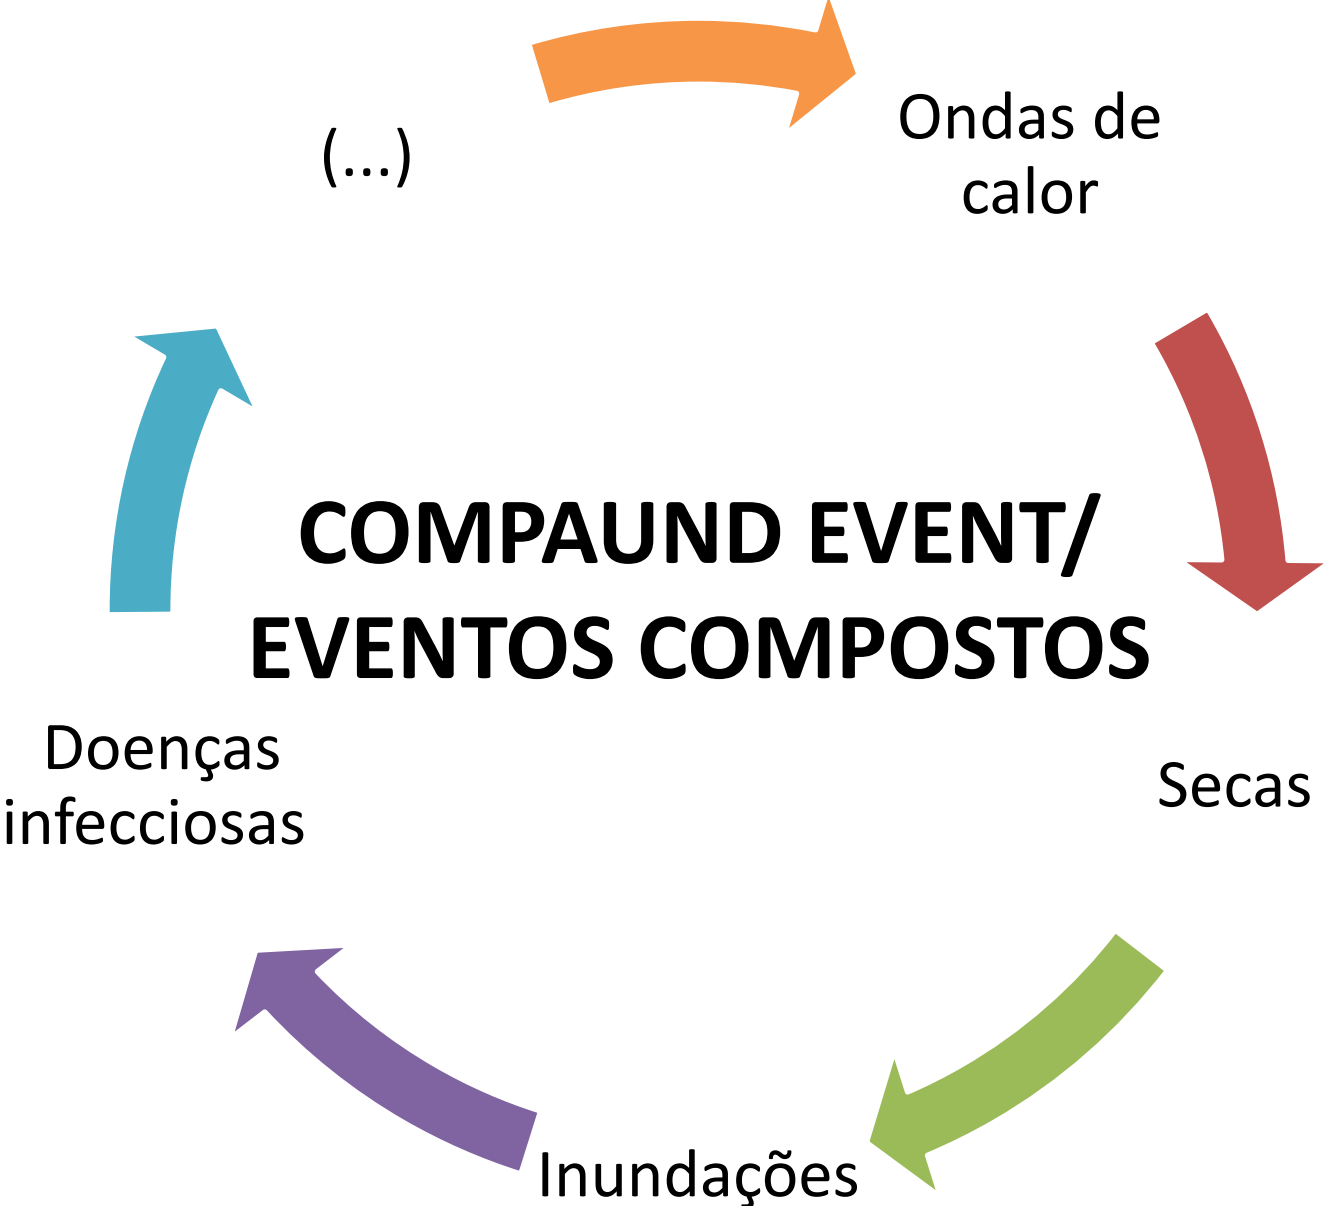 (...)
Ondas de
calor
COMPAUND EVENT/
EVENTOS COMPOSTOS
Doenças
infecciosas
Secas
Inundações